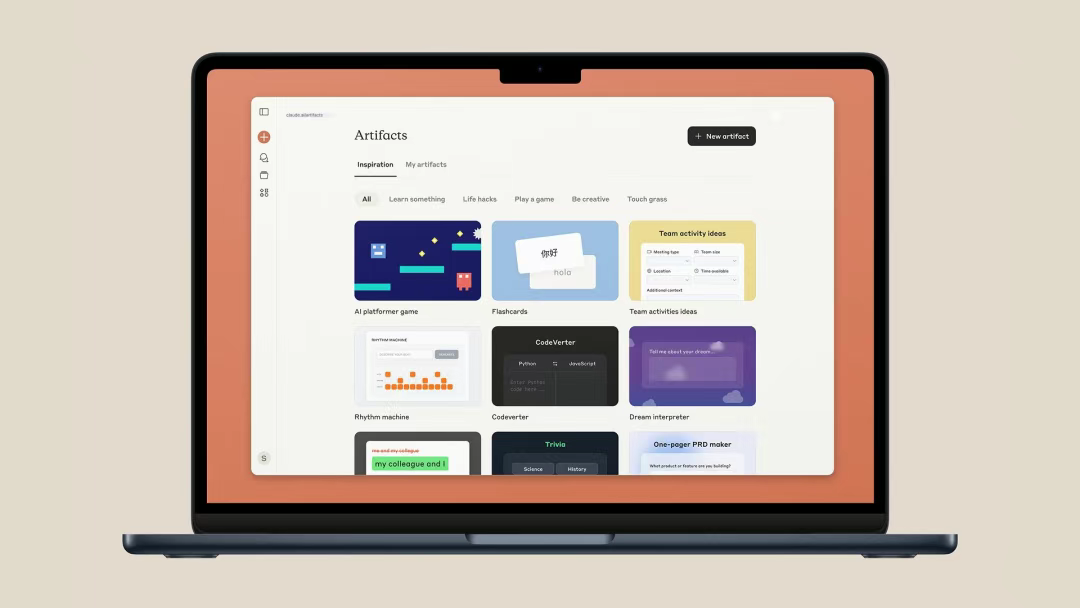 claude.ai/artifacts
Artifacts
+ New artifact
Inspiration
My artifacts
All
Learn something
Life hacks
Play a game
Be creative
Touch grass
你好
hola
Team activity ideas
Meeting type
Team size
Location
Time available
Additional context
AI platformer game
Flashcards
Team activities ideas
RHYTHM MACHINE
CodeVerter
Python
JavaScript
Enter Python
code here...
Tell me about your dream...
Rhythm machine
Codeverter
Dream interpreter
me and my collegue
my colleague and I
Trivia
Science
History
One-pager PRD maker
What product or feature are you building?
S